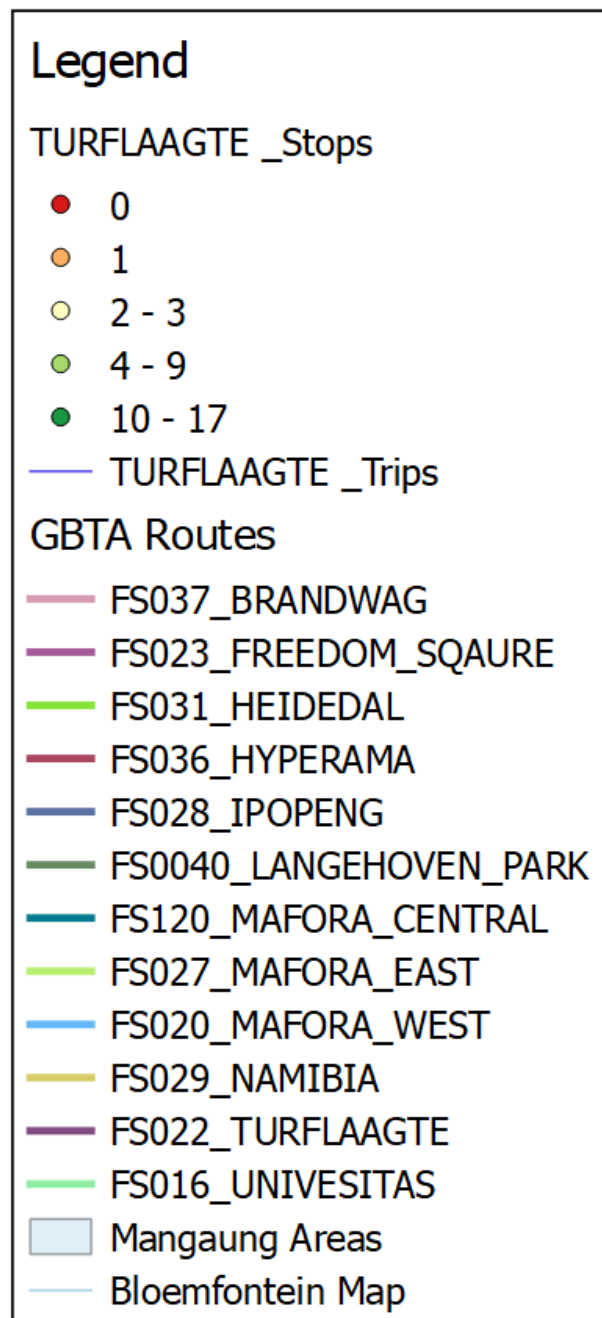 Legend
TURFLAAGTE _Stops
0
1
2 - 3
4 - 9
10 - 17
TURFLAAGTE _Trips
GBTA Routes
FS037_BRANDWAG
FS023_FREEDOM_SQAURE
FS031_HEIDEDAL
FS036_HYPERAMA
FS028_IPOPENG
FS0040_LANGEHOVEN_PARK
FS120_MAFORA_CENTRAL
FS027_MAFORA_EAST
FS020_MAFORA_WEST
FS029_NAMIBIA
FS022_TURFLAAGTE
FS016_UNIVESITAS
Mangaung Areas
Bloemfontein Map